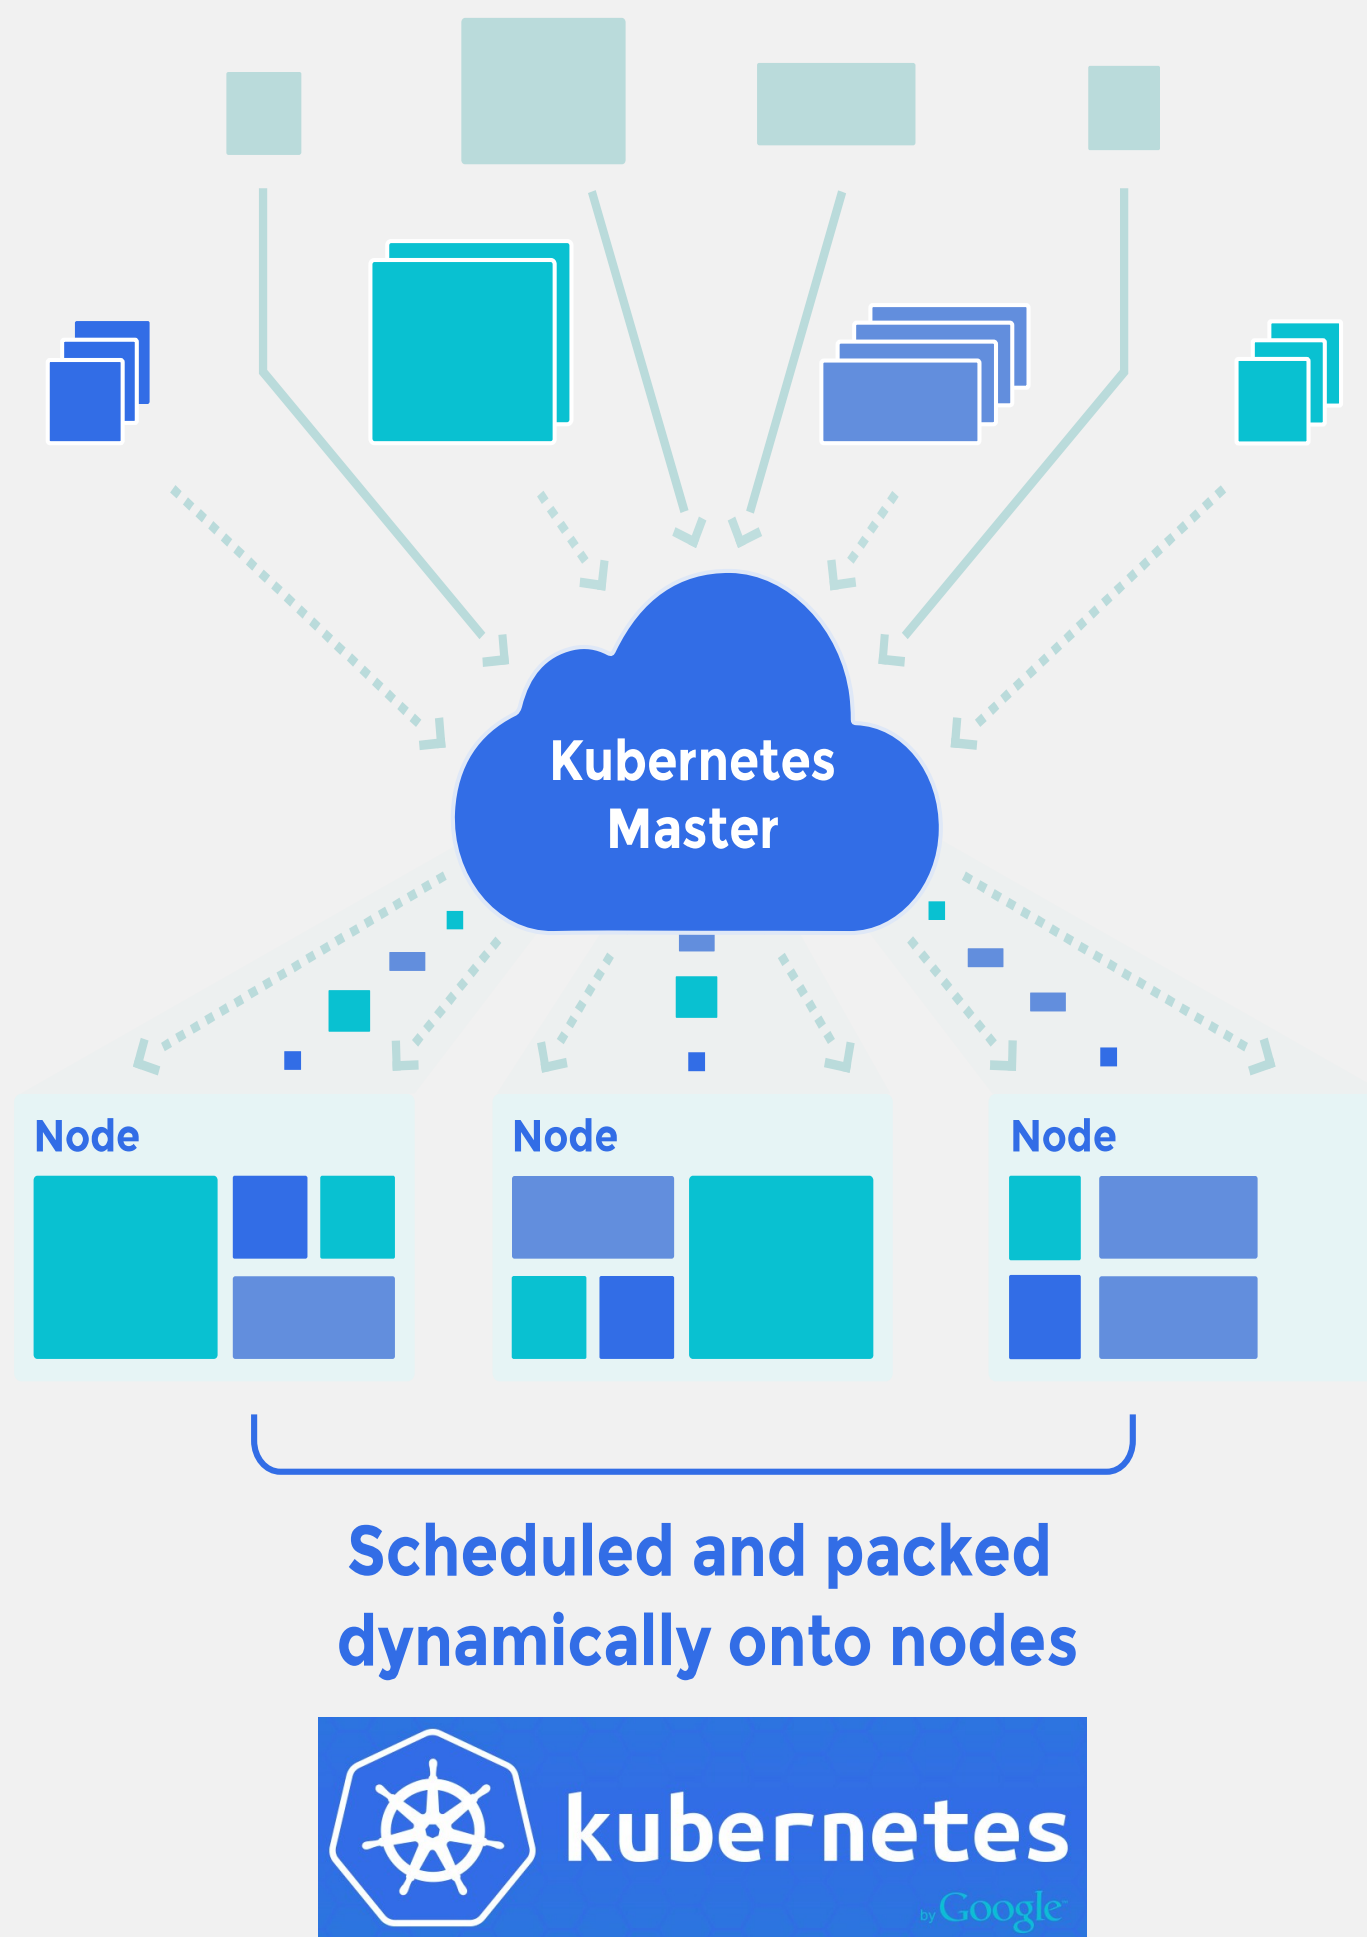 Kubernetes
Master
Node
Node
Node
Scheduled and packed
dynamically onto nodes
kubernetes
by Google